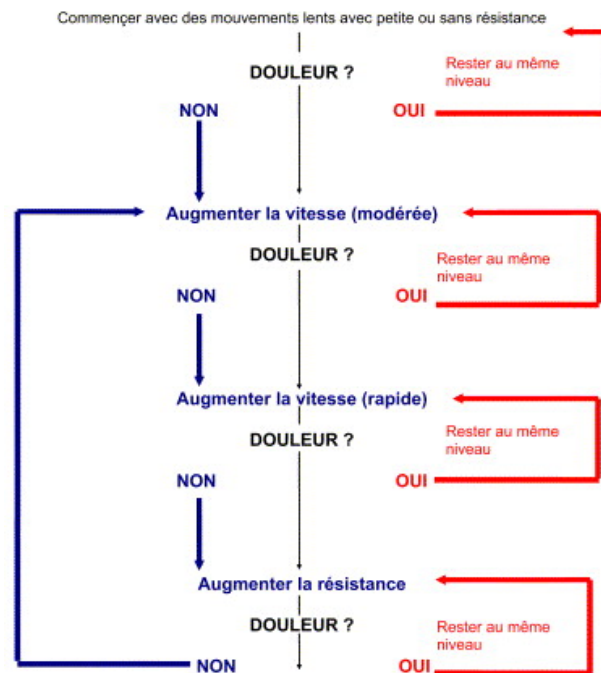 Commençer avec des mouvements lents avec petite ou sans résistance
DOULEUR ?
Rester au même
niveau
NON
OUI
Augmenter la vitesse (modérée)
DOULEUR ?
Rester au même
niveau
NON
OUI
Augmenter la vitesse (rapide)
DOULEUR ?
Rester au même
niveau
NON
OUI
Augmenter la résistance
DOULEUR ?
Rester au même
niveau
NON
OUI